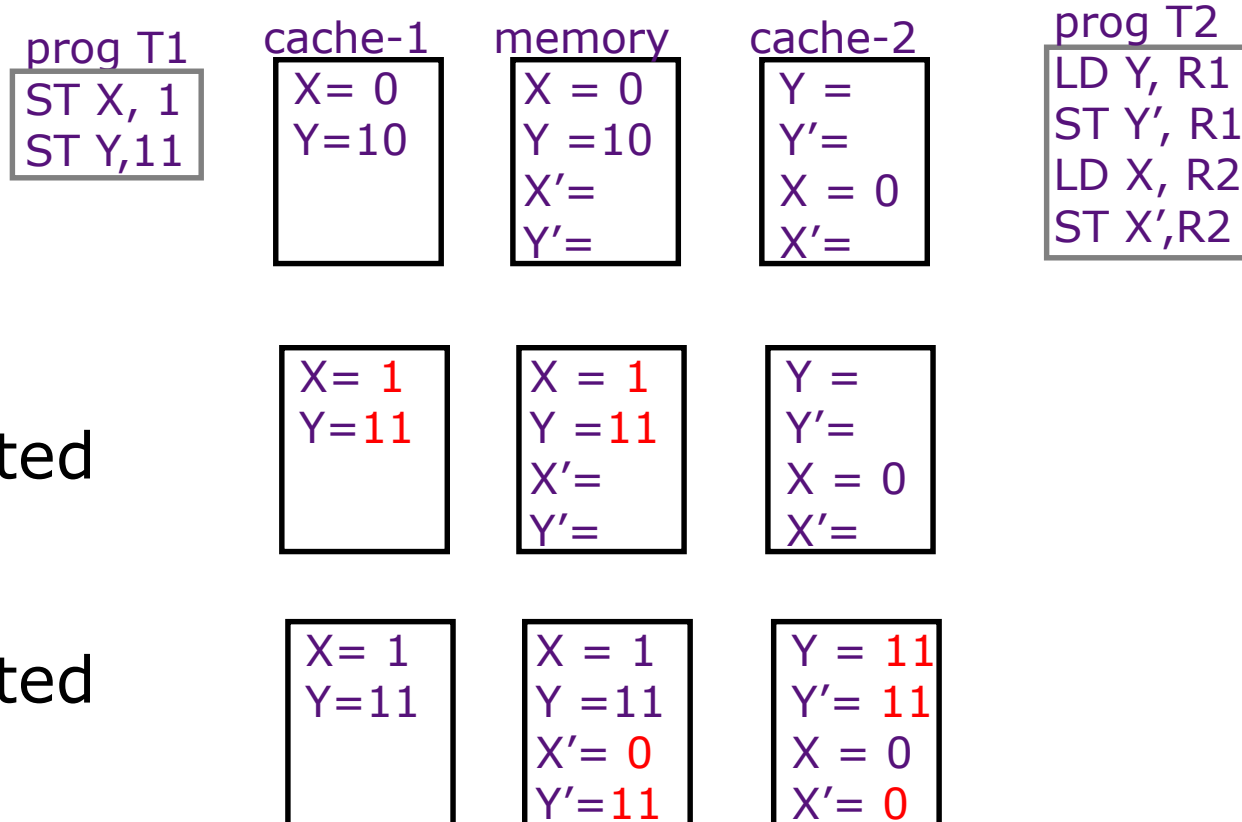 prog T1
ST X, 1
ST Y,11
cache-1
X= 0
Y=10
memory
X = 0
Y =10
X’=
Y’=
cache-2
Y =
Y’=
X = 0
X’=
prog T2
LD Y, R1
ST Y’, R1
LD X, R2
ST X’,R2
ted
X= 1
Y=11
X = 1
Y =11
X’=
Y’=
Y =
Y’=
X = 0
X’=
ted
X= 1
Y=11
X = 1
Y =11
X’= 0
Y’=11
Y = 11
Y’= 11
X = 0
X’= 0